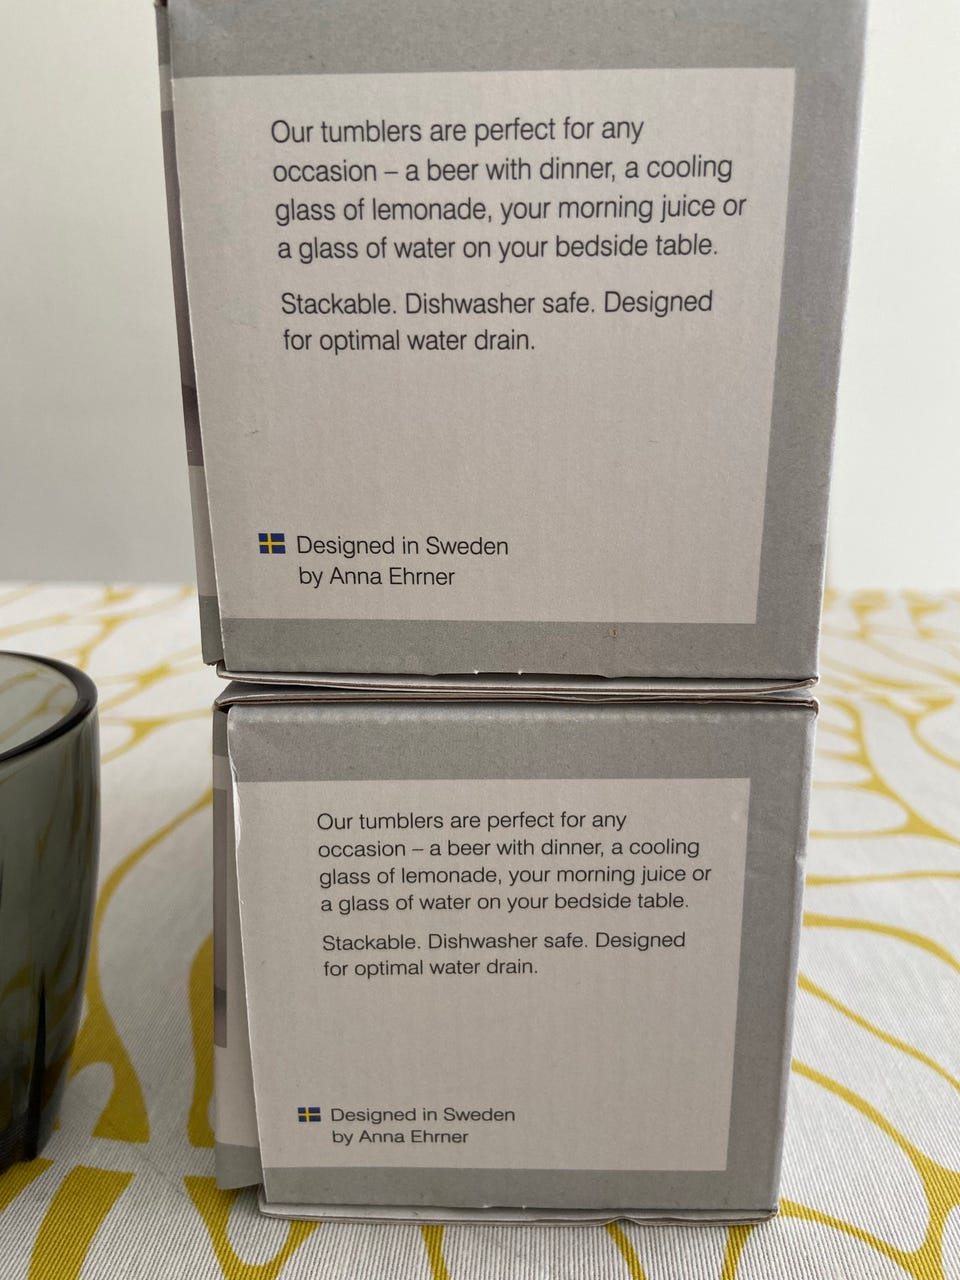 Our tumblers are perfect for any
occasion – a beer with dinner, a cooling
glass of lemonade, your morning juice or
a glass of water on your bedside table.
Stackable. Dishwasher safe. Designed
for optimal water drain.
Designed in Sweden
by Anna Ehrner
Our tumblers are perfect for any
occasion – a beer with dinner, a cooling
glass of lemonade, your morning juice or
a glass of water on your bedside table.
Stackable. Dishwasher safe. Designed
for optimal water drain.
Designed in Sweden
by Anna Ehrner